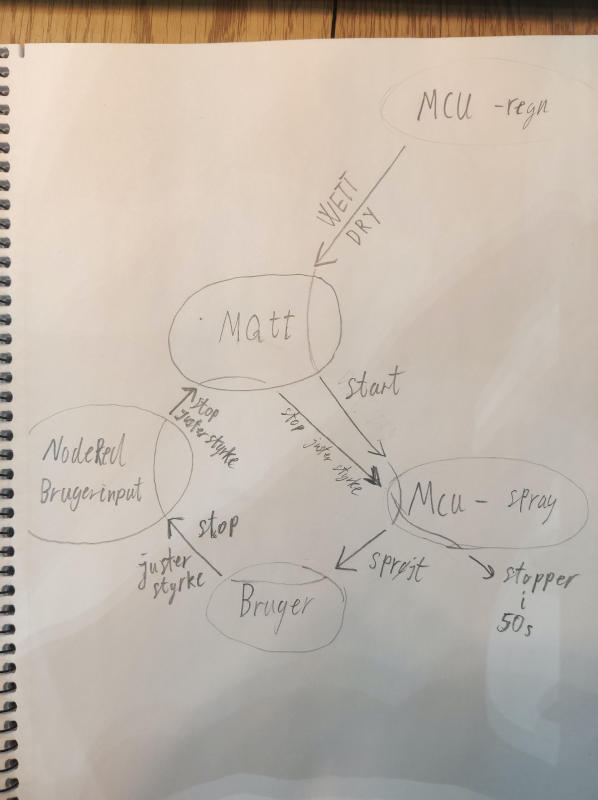 MCU -regn
WETT
DRY
MQtt
start
stop
juster styrke
stop juster styrke
NodeRed
Brugerinput
Mcu - spray
stop
juster
styrke
sprøjt
Bruger
stopper
i
50s